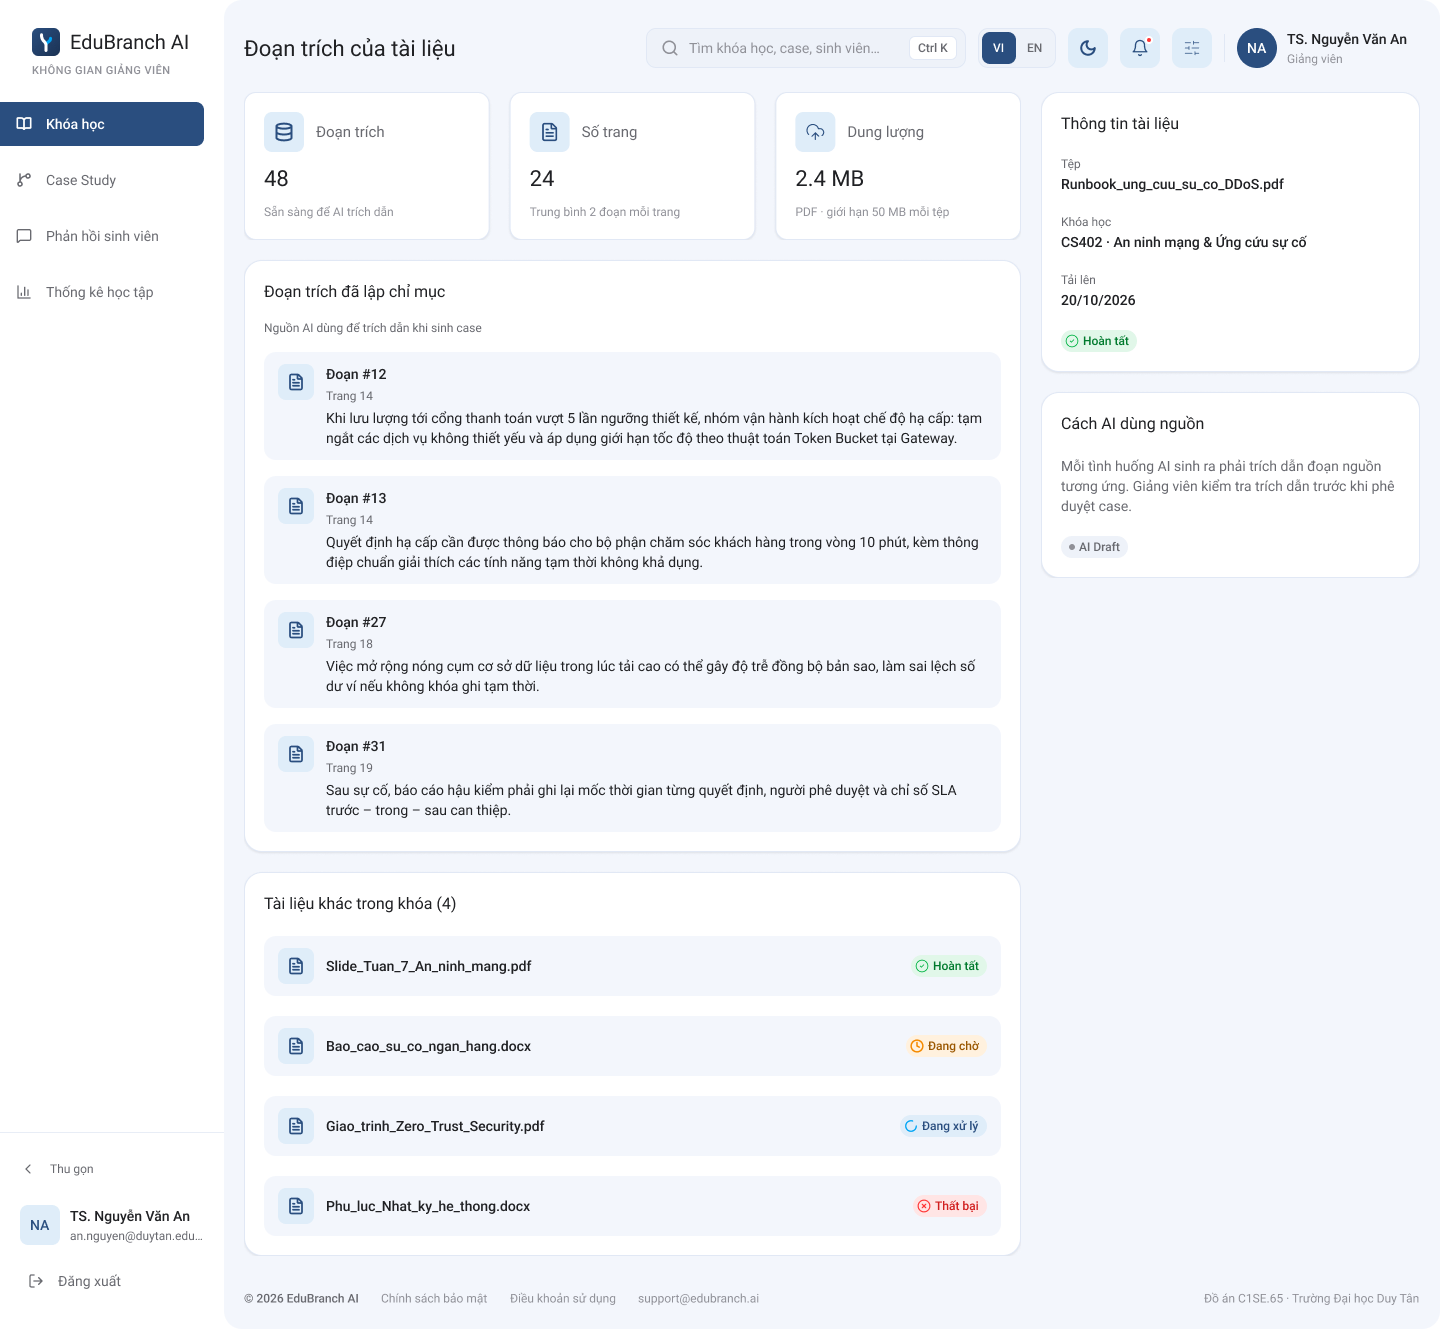 EduBranch AI
KHÔNG GIAN GIẢNG VIÊN
Khóa học
Case Study
Phản hồi sinh viên
Thống kê học tập
Thu gọn
NA
TS. Nguyễn Văn An
an.nguyen@duytan.edu...
Đăng xuất
Đoạn trích của tài liệu
Tìm khóa học, case, sinh viên...
Ctrl K
VI
EN
NA
TS. Nguyễn Văn An
Giảng viên
Đoạn trích
48
Sẵn sàng để AI trích dẫn
Số trang
24
Trung bình 2 đoạn mỗi trang
Dung lượng
2.4 MB
PDF · giới hạn 50 MB mỗi tệp
Đoạn trích đã lập chỉ mục
Nguồn AI dùng để trích dẫn khi sinh case
Đoạn #12
Trang 14
Khi lưu lượng tới cổng thanh toán vượt 5 lần ngưỡng thiết kế, nhóm vận hành kích hoạt chế độ hạ cấp: tạm
ngắt các dịch vụ không thiết yếu và áp dụng giới hạn tốc độ theo thuật toán Token Bucket tại Gateway.
Đoạn #13
Trang 14
Quyết định hạ cấp cần được thông báo cho bộ phận chăm sóc khách hàng trong vòng 10 phút, kèm thông
điệp chuẩn giải thích các tính năng tạm thời không khả dụng.
Đoạn #27
Trang 18
Việc mở rộng nóng cụm cơ sở dữ liệu trong lúc tải cao có thể gây độ trễ đồng bộ bản sao, làm sai lệch số
dư ví nếu không khóa ghi tạm thời.
Đoạn #31
Trang 19
Sau sự cố, báo cáo hậu kiểm phải ghi lại mốc thời gian từng quyết định, người phê duyệt và chỉ số SLA
trước – trong – sau can thiệp.
Tài liệu khác trong khóa (4)
Slide_Tuan_7_An_ninh_mang.pdf
Hoàn tất
Bao_cao_su_co_ngan_hang.docx
Đang chờ
Giao_trinh_Zero_Trust_Security.pdf
Đang xử lý
Phu_luc_Nhat_ky_he_thong.docx
Thất bại
Thông tin tài liệu
Tệp
Runbook_ung_cuu_su_co_DDoS.pdf
Khóa học
CS402 · An ninh mạng & Ứng cứu sự cố
Tải lên
20/10/2026
Hoàn tất
Cách AI dùng nguồn
Mỗi tình huống AI sinh ra phải trích dẫn đoạn nguồn
tương ứng. Giảng viên kiểm tra trích dẫn trước khi phê
duyệt case.
AI Draft
© 2026 EduBranch AI
Chính sách bảo mật
Điều khoản sử dụng
support@edubranch.ai
Đồ án C1SE.65 · Trường Đại học Duy Tân